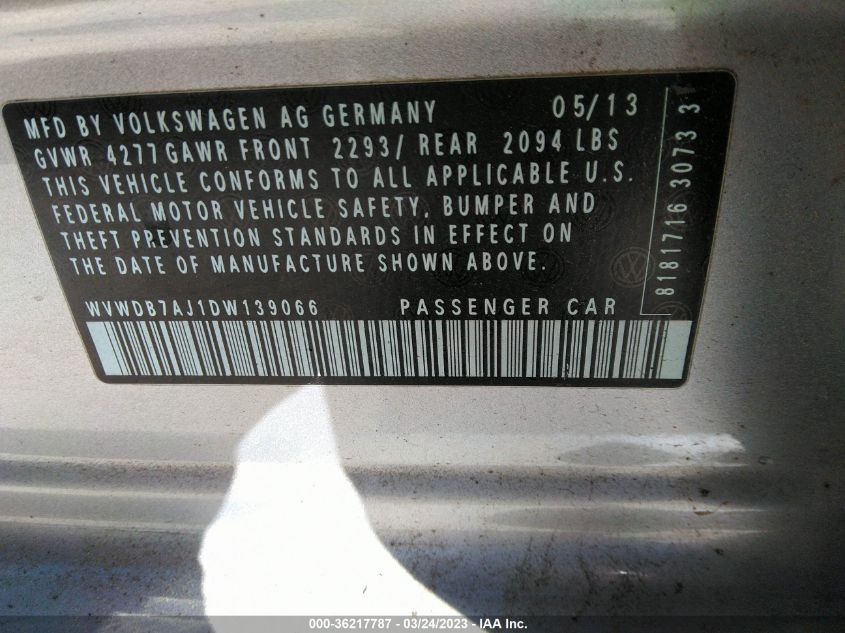 MFD BY VOLKSWAGEN AG GERMANY 05/13
GVWR 4277 GAWR FRONT 2293/ REAR 2094 LBS
THIS VEHICLE CONFORMS TO ALL APPLICABLE U.S.
FEDERAL MOTOR VEHICLE SAFETY, BUMPER AND
THEFT PREVENTION STANDARDS IN EFFECT ON
THE DATE OF MANUFACTURE SHOWN ABOVE.
WVWDB7AJ1DW139066 PASSENGER CAR
8181716 3073 3
000-36217787 - 03/24/2023 - IAA Inc.